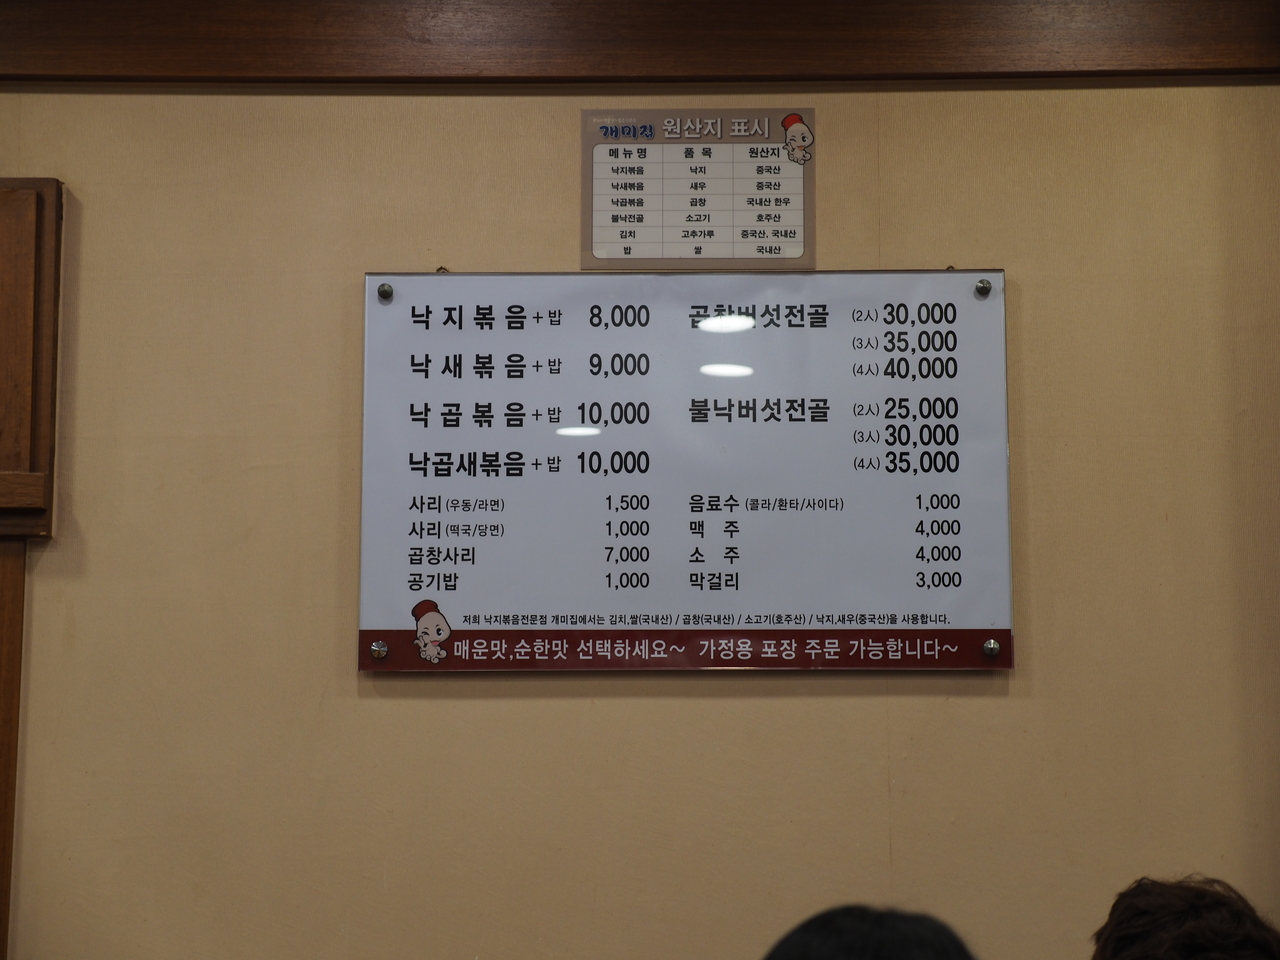 개미집 원산지 표시
메뉴명 품목 원산지
낙지볶음 낙지 중국산
낙새볶음 새우 중국산
낙곱볶음 곱창 국내산 한우
불낙전골 소고기 호주산
김치 고추가루 중국산, 국내산
밥 쌀 국내산
낙지볶음+밥 8,000
낙새볶음+밥 9,000
낙곱볶음+밥 10,000
낙곱새볶음+밥 10,000
곱창버섯전골 (2人) 30,000
(3人) 35,000
(4人) 40,000
불낙버섯전골 (2人) 25,000
(3人) 30,000
(4人) 35,000
사리 (우동/라면) 1,500
사리 (떡국/당면) 1,000
곱창사리 7,000
공기밥 1,000
음료수 (콜라/환타/사이다) 1,000
맥 주 4,000
소 주 4,000
막걸리 3,000
저희 낙지볶음전문점 개미집에서는 김치,쌀(국내산) / 곱창(국내산) / 소고기(호주산) / 낙지,새우(중국산)을 사용합니다.
매운맛,순한맛 선택하세요~ 가정용 포장 주문 가능합니다~